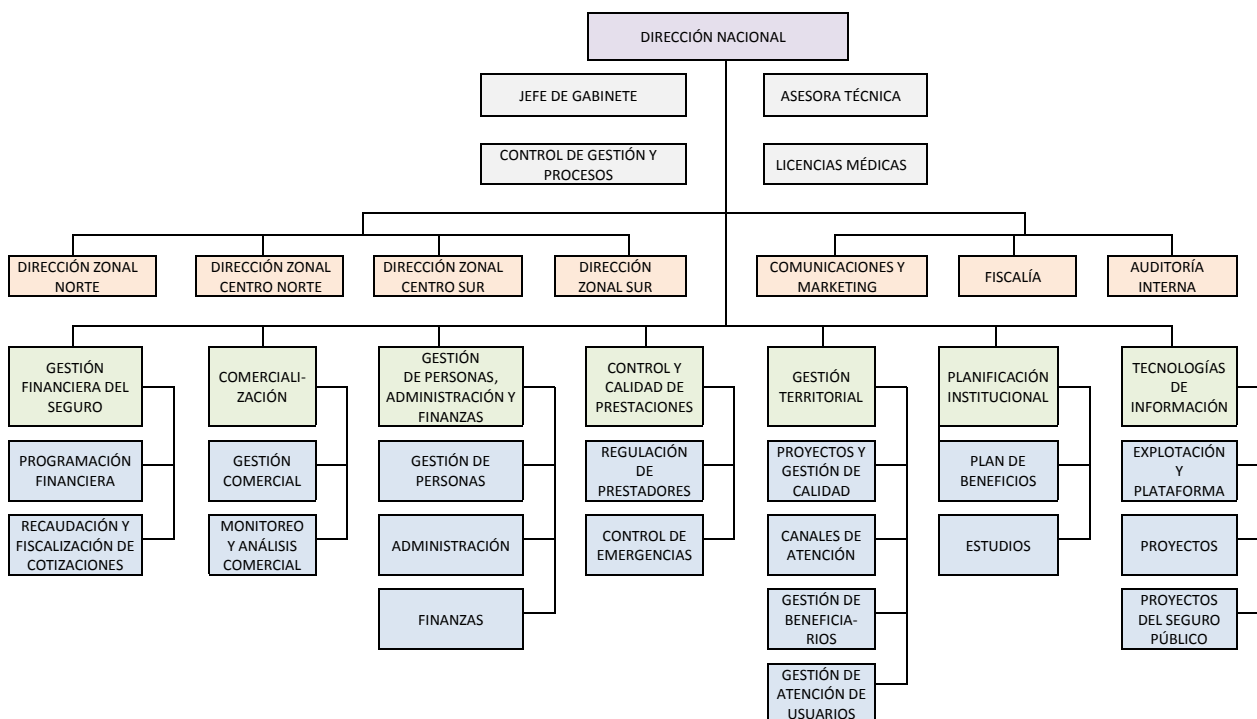 DIRECCIÓN NACIONAL
JEFE DE GABINETE
ASESORA TÉCNICA
CONTROL DE GESTIÓN Y
PROCESOS
LICENCIAS MÉDICAS
DIRECCIÓN ZONAL
NORTE
DIRECCIÓN ZONAL
CENTRO NORTE
DIRECCIÓN ZONAL
CENTRO SUR
DIRECCIÓN
ZONAL SUR
COMUNICACIONES Y
MARKETING
FISCALÍA
AUDITORÍA
INTERNA
GESTIÓN
FINANCIERA DEL
SEGURO
COMERCIALI-
ZACIÓN
GESTIÓN
DE PERSONAS,
ADMINISTRACIÓN Y
FINANZAS
CONTROL Y
CALIDAD DE
PRESTACIONES
GESTIÓN
TERRITORIAL
PLANIFICACIÓN
INSTITUCIONAL
TECNOLOGÍAS
DE
INFORMACIÓN
PROGRAMACIÓN
FINANCIERA
GESTIÓN
COMERCIAL
GESTIÓN DE
PERSONAS
REGULACIÓN
DE
PRESTADORES
PROYECTOS Y
GESTIÓN DE
CALIDAD
PLAN DE
BENEFICIOS
EXPLOTACIÓN
Y
PLATAFORMA
RECAUDACIÓN Y
FISCALIZACIÓN DE
COTIZACIONES
MONITOREO
Y ANÁLISIS
COMERCIAL
ADMINISTRACIÓN
CONTROL DE
EMERGENCIAS
CANALES DE
ATENCIÓN
ESTUDIOS
PROYECTOS
FINANZAS
GESTIÓN DE
BENEFICIA-
RIOS
PROYECTOS
DEL SEGURO
PÚBLICO
GESTIÓN DE
ATENCIÓN DE
USUARIOS